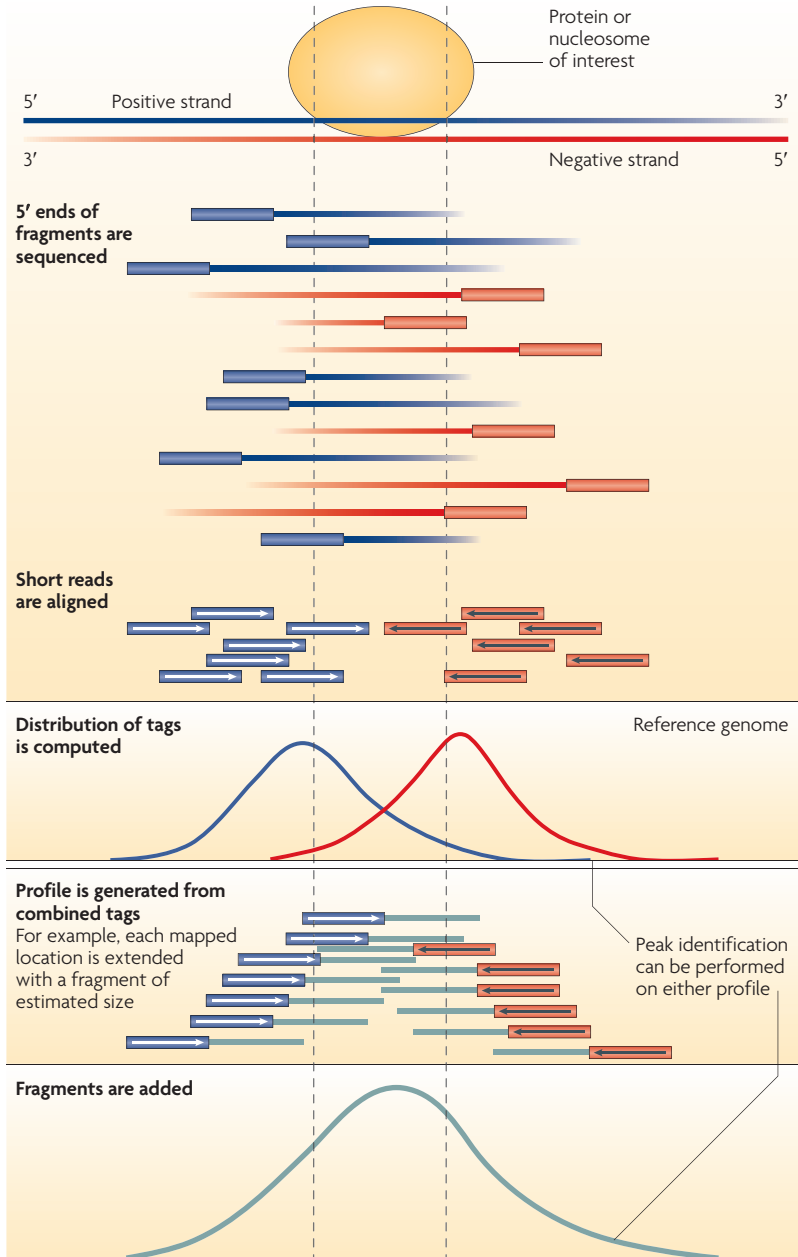 Protein or
nucleosome
of interest
5′ Positive strand 3′
3′ Negative strand 5′
5′ ends of
fragments are
sequenced
Short reads
are aligned
Distribution of tags
is computed
Reference genome
Profile is generated from
combined tags
For example, each mapped
location is extended
with a fragment of
estimated size
Peak identification
can be performed
on either profile
Fragments are added